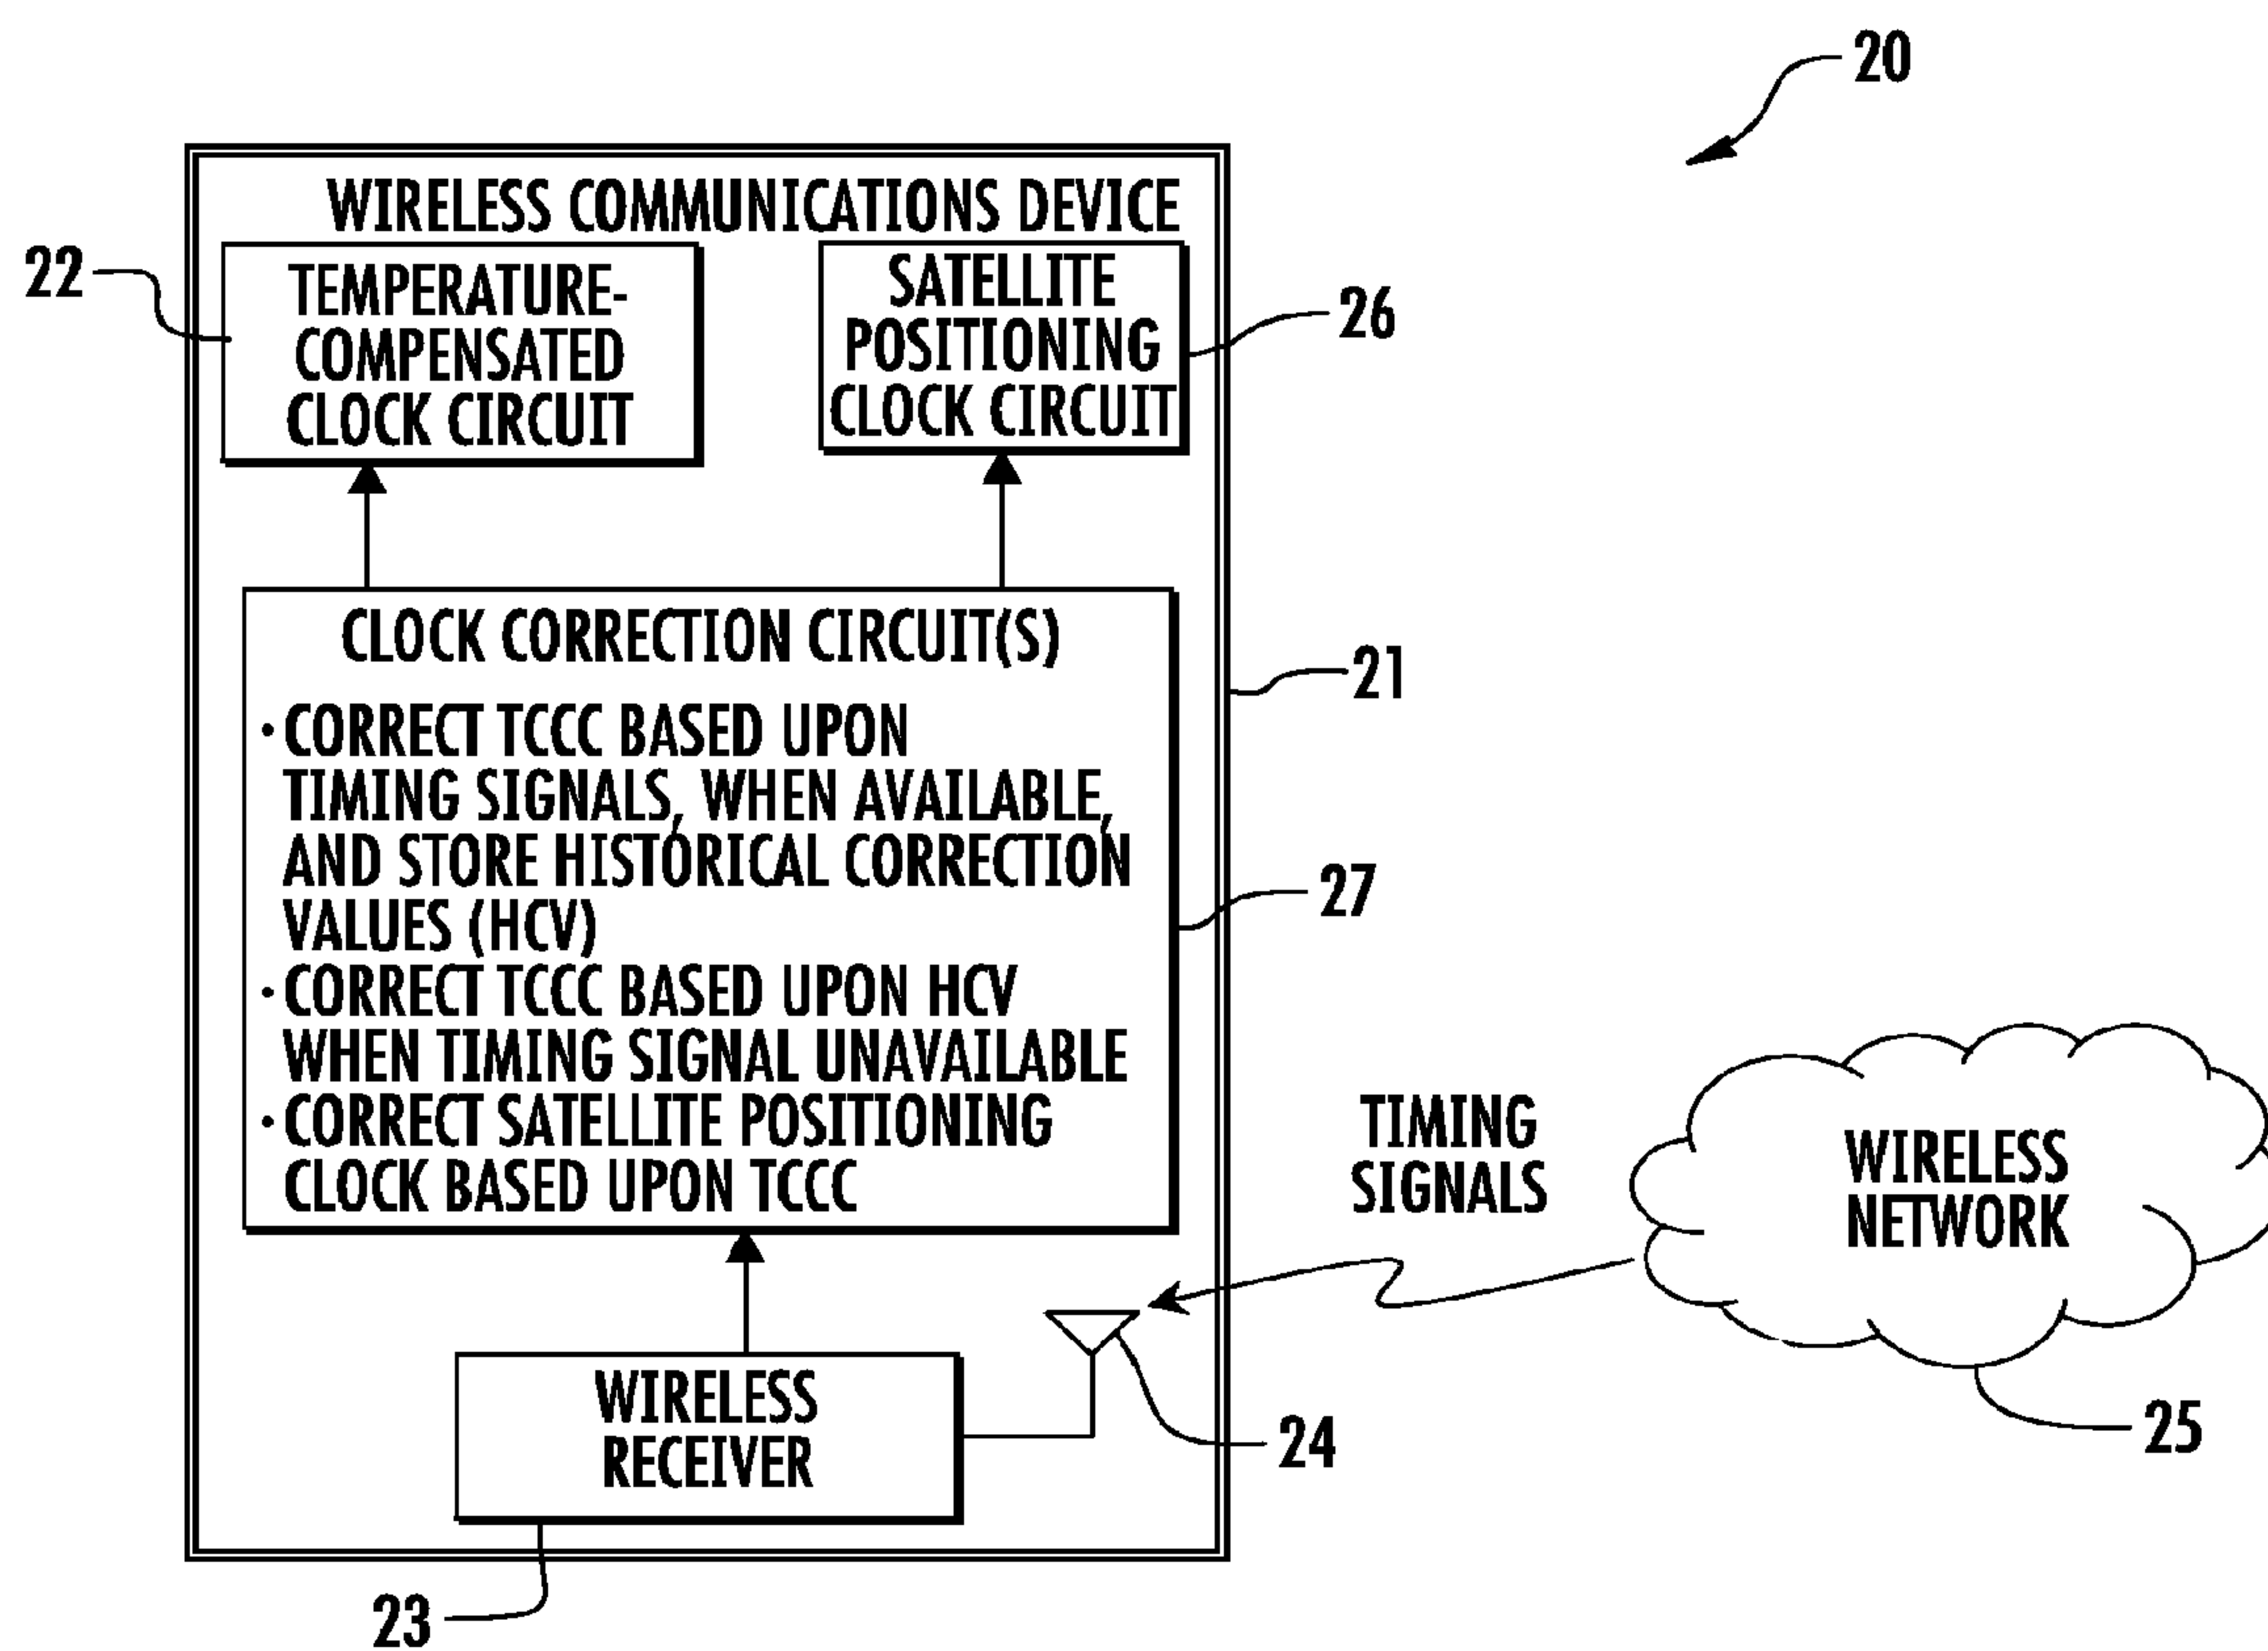 20
WIRELESS COMMUNICATIONS DEVICE
22
TEMPERATURE-
COMPENSATED
CLOCK CIRCUIT
SATELLITE
POSITIONING
CLOCK CIRCUIT
26
CLOCK CORRECTION CIRCUIT(S)
21
• CORRECT TCCC BASED UPON
TIMING SIGNALS, WHEN AVAILABLE,
AND STORE HISTORICAL CORRECTION
VALUES (HCV)
27
• CORRECT TCCC BASED UPON HCV
WHEN TIMING SIGNAL UNAVAILABLE
• CORRECT SATELLITE POSITIONING
CLOCK BASED UPON TCCC
TIMING
SIGNALS
WIRELESS
NETWORK
WIRELESS
RECEIVER
24
25
23